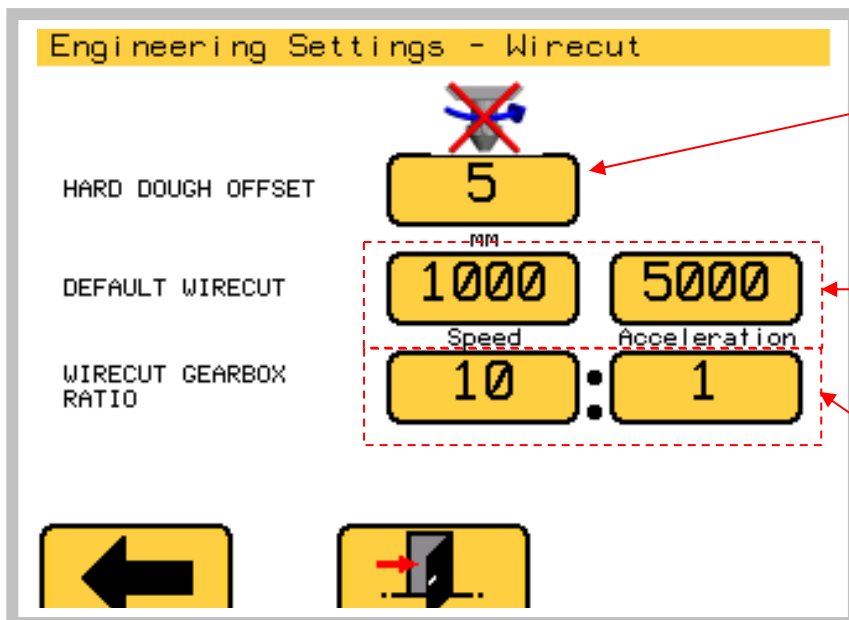 Engineering Settings - Wirecut
HARD DOUGH OFFSET
5
MM
DEFAULT WIRECUT
1000
5000
Speed
Acceleration
WIRECUT GEARBOX
RATIO
10 : 1